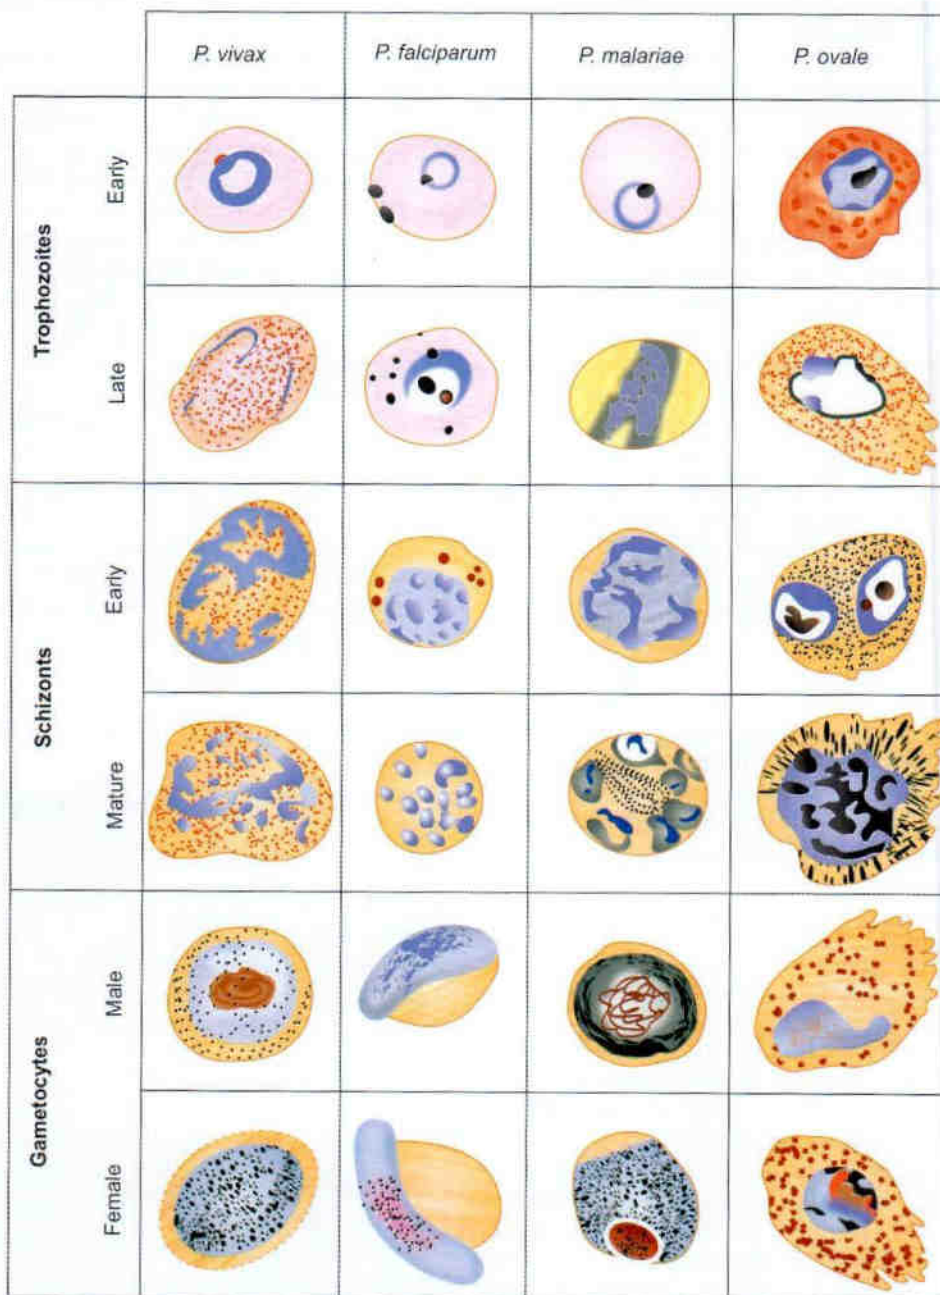 P. vivax
P. falciparum
P. malariae
P. ovale
Trophozoites
Early
Late
Schizonts
Early
Mature
Gametocytes
Male
Female